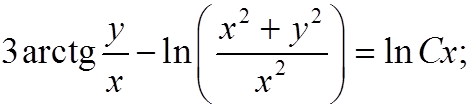 3 arctg y/x − ln( (x² + y²)/x² ) = ln Cx;